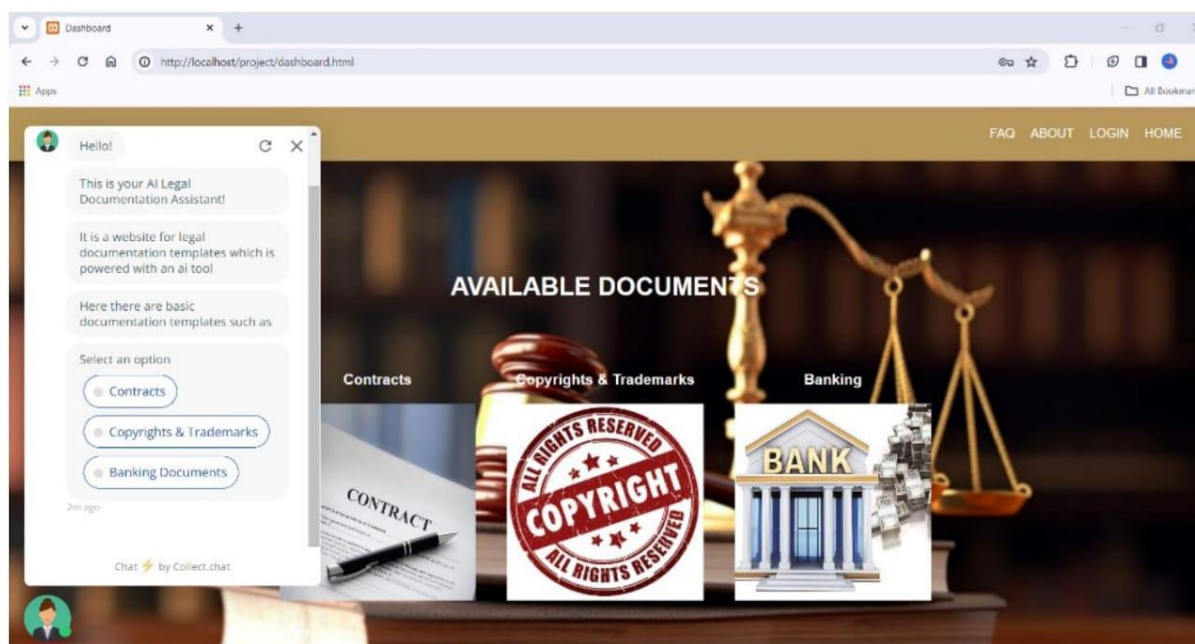 Dashboard
http://localhost/project/dashboard.html
Apps
All Bookmar
FAQ ABOUT LOGIN HOME
Hello!
This is your AI Legal
Documentation Assistant!
It is a website for legal
documentation templates which is
powered with an ai tool
Here there are basic
documentation templates such as
Select an option
Contracts
Copyrights & Trademarks
Banking Documents
2m ago
Chat ⚡ by Collect.chat
AVAILABLE DOCUMENTS
Contracts
Copyrights & Trademarks
Banking
CONTRACT
ALL RIGHTS RESERVED
COPYRIGHT
ALL RIGHTS RESERVED
BANK